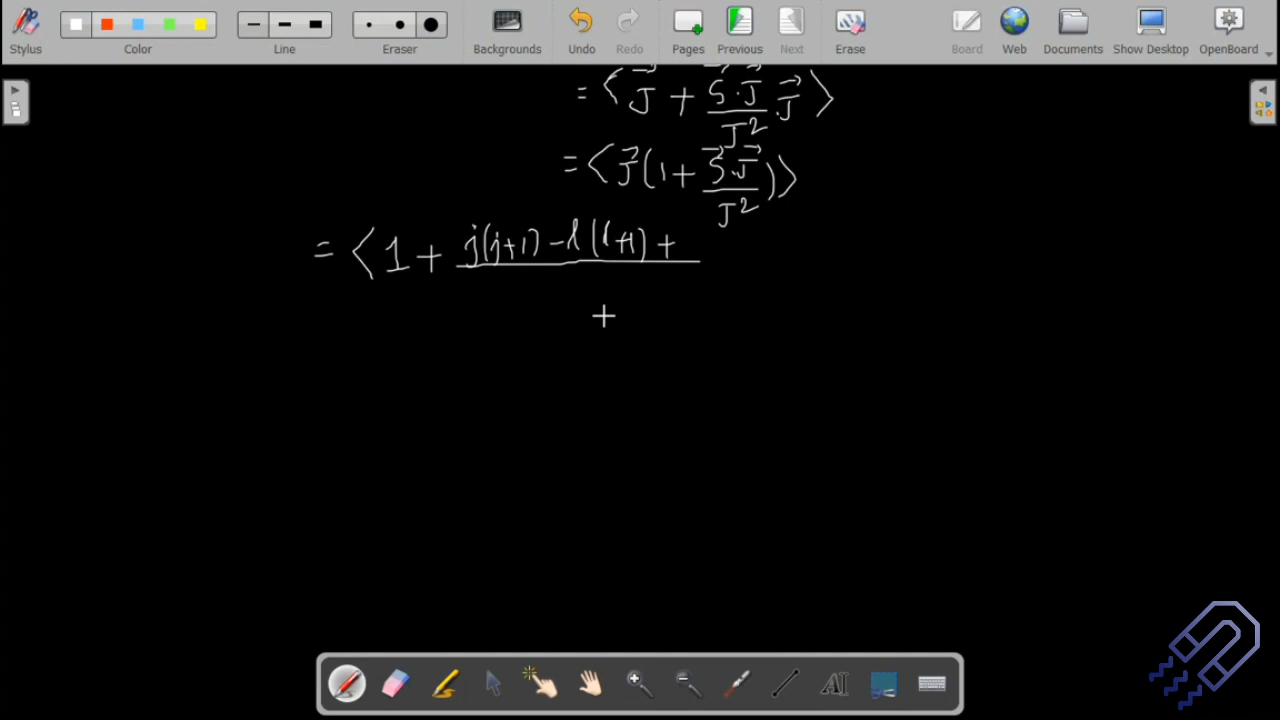 Stylus Color Line Eraser Backgrounds Undo Redo Pages Previous Next Erase Board Web Documents Show Desktop OpenBoard
= ⟨ J⃗ + S⃗·J⃗ / J² · J⃗ ⟩
= ⟨ J⃗ (1 + S⃗·J⃗ / J²) ⟩
= ⟨ 1 + j(j+1) - l(l+1) +